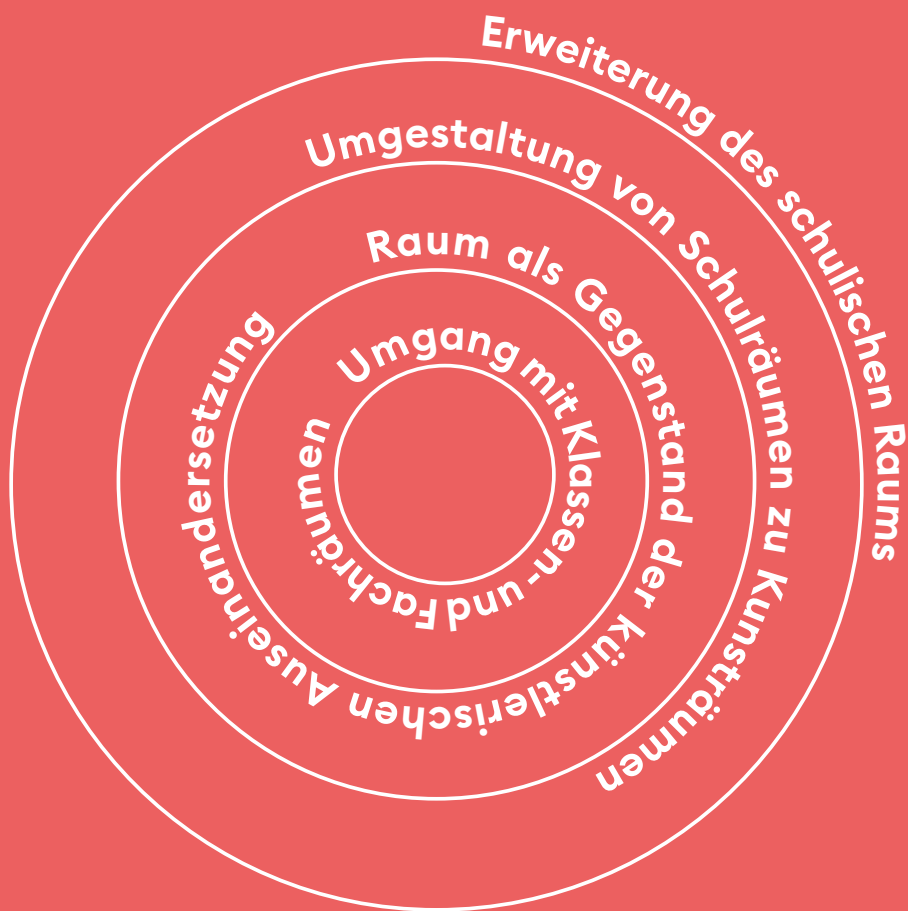 Erweiterung des schulischen Raums
Umgestaltung von Schulräumen zu Kunsträumen
Raum als Gegenstand der künstlerischen Auseinandersetzung
Umgang mit Klassen- und Fachräumen